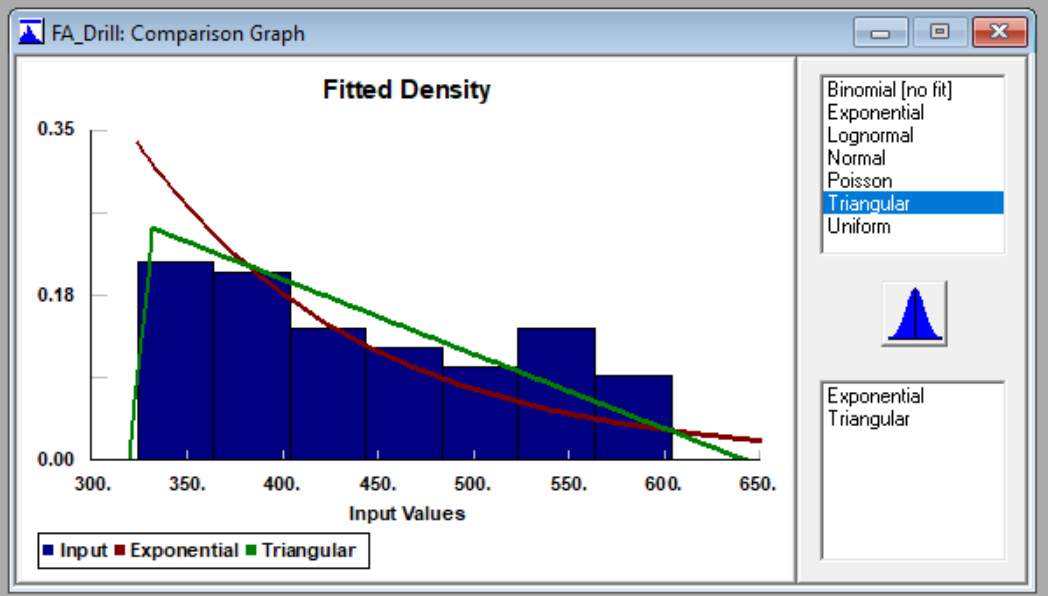 FA_Drill: Comparison Graph
Fitted Density
0.35
0.18
0.00
300. 350. 400. 450. 500. 550. 600. 650.
Input Values
Input Exponential Triangular
Binomial [no fit]
Exponential
Lognormal
Normal
Poisson
Triangular
Uniform
Exponential
Triangular